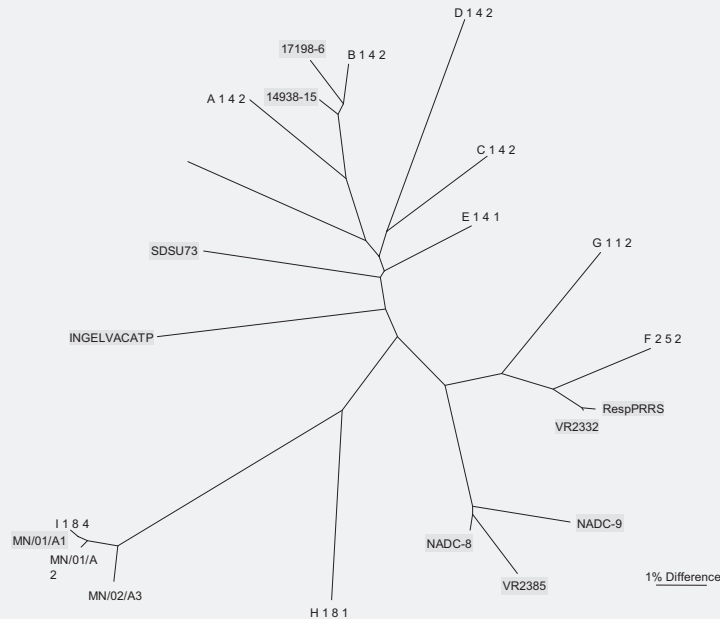 D 1 4 2
17198-6
B 1 4 2
A 1 4 2
14938-15
C 1 4 2
E 1 4 1
G 1 1 2
SDSU73
INGELVACATP
F 2 5 2
RespPRRS
VR2332
I 1 8 4
MN/01/A1
MN/01/A
2
MN/02/A3
NADC-9
NADC-8
VR2385
1% Difference
H 1 8 1